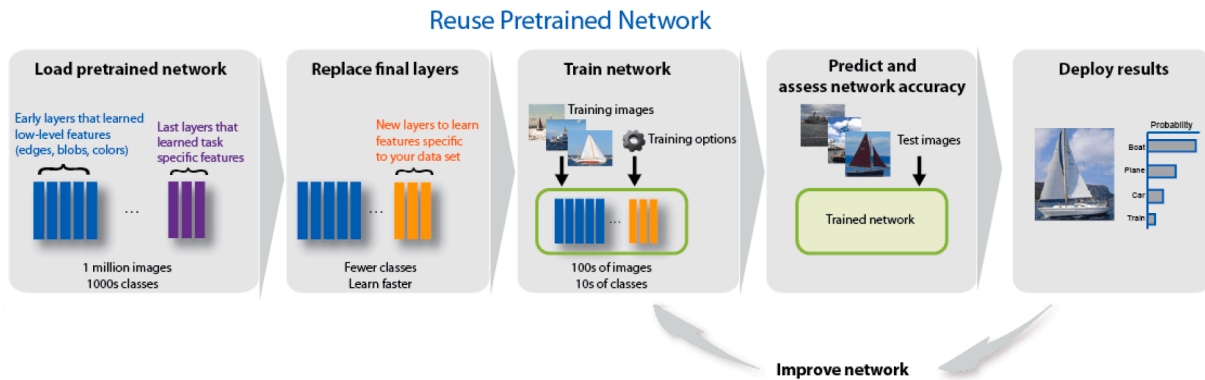 Reuse Pretrained Network
Load pretrained network
Early layers that learned
low-level features
(edges, blobs, colors)
Last layers that
learned task
specific features
...
1 million images
1000s classes
Replace final layers
New layers to learn
features specific
to your data set
...
Fewer classes
Learn faster
Train network
Training images
Training options
...
100s of images
10s of classes
Predict and
assess network accuracy
Test images
Trained network
Deploy results
Probability
Boat
Plane
Car
Train
Improve network